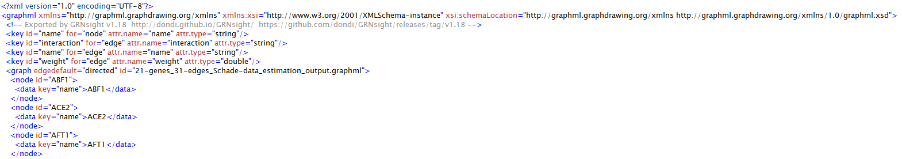 <?xml version="1.0" encoding="UTF-8"?>
<graphml xmlns="http://graphml.graphdrawing.org/xmlns" xmlns:xsi="http://www.w3.org/2001/XMLSchema-instance" xsi:schemaLocation="http://graphml.graphdrawing.org/xmlns http://graphml.graphdrawing.org/xmlns/1.0/graphml.xsd">
<!-- Exported by GRNsight v1.18  http://dondi.github.io/GRNsight/  https://github.com/dondi/GRNsight/releases/tag/v1.18 -->
<key id="name" for="node" attr.name="name" attr.type="string"/>
<key id="interaction" for="edge" attr.name="interaction" attr.type="string"/>
<key id="name" for="edge" attr.name="name" attr.type="string"/>
<key id="weight" for="edge" attr.name="weight" attr.type="double"/>
<graph edgedefault="directed" id="21-genes_31-edges_Schade-data_estimation_output.graphml">
<node id="ABF1">
<data key="name">ABF1</data>
</node>
<node id="ACE2">
<data key="name">ACE2</data>
</node>
<node id="AFT1">
<data key="name">AFT1</data>
</node>